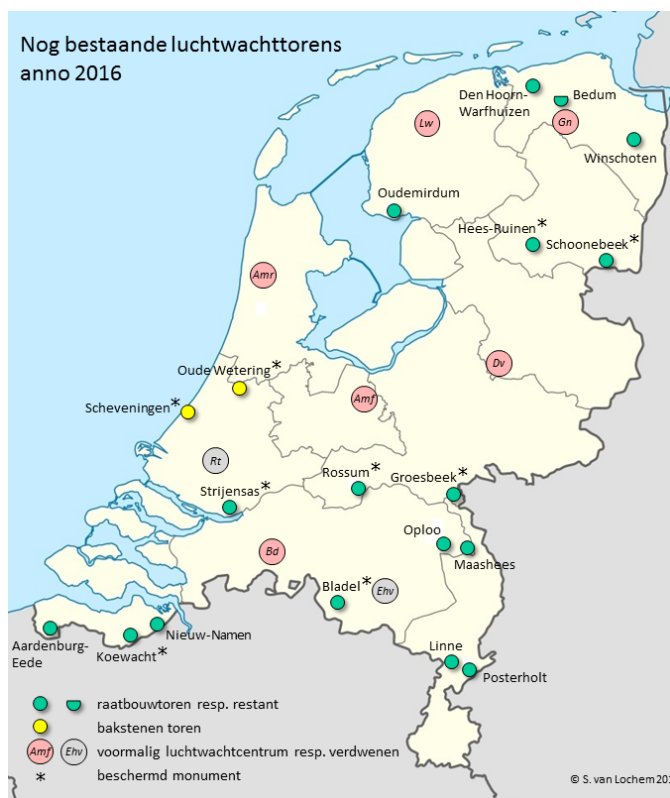 Nog bestaande luchtwachttorens
anno 2016
Den Hoorn-
Warfhuizen
Bedum
Lw
Gn
Winschoten
Oudemirdum
Hees-Ruinen*
Schoonebeek*
Amr
Oude Wetering*
Dv
Scheveningen*
Amf
Rt
Rossum*
Groesbeek*
Strijensas*
Oploo
Maashees
Bd
Bladel*
Ehv
Nieuw-Namen
Aardenburg-
Eede
Koewacht*
Linne
Posterholt
raatbouwtoren resp. restant
bakstenen toren
Amf Ehv voormalig luchtwachtcentrum resp. verdwenen
* beschermd monument
© S. van Lochem 201